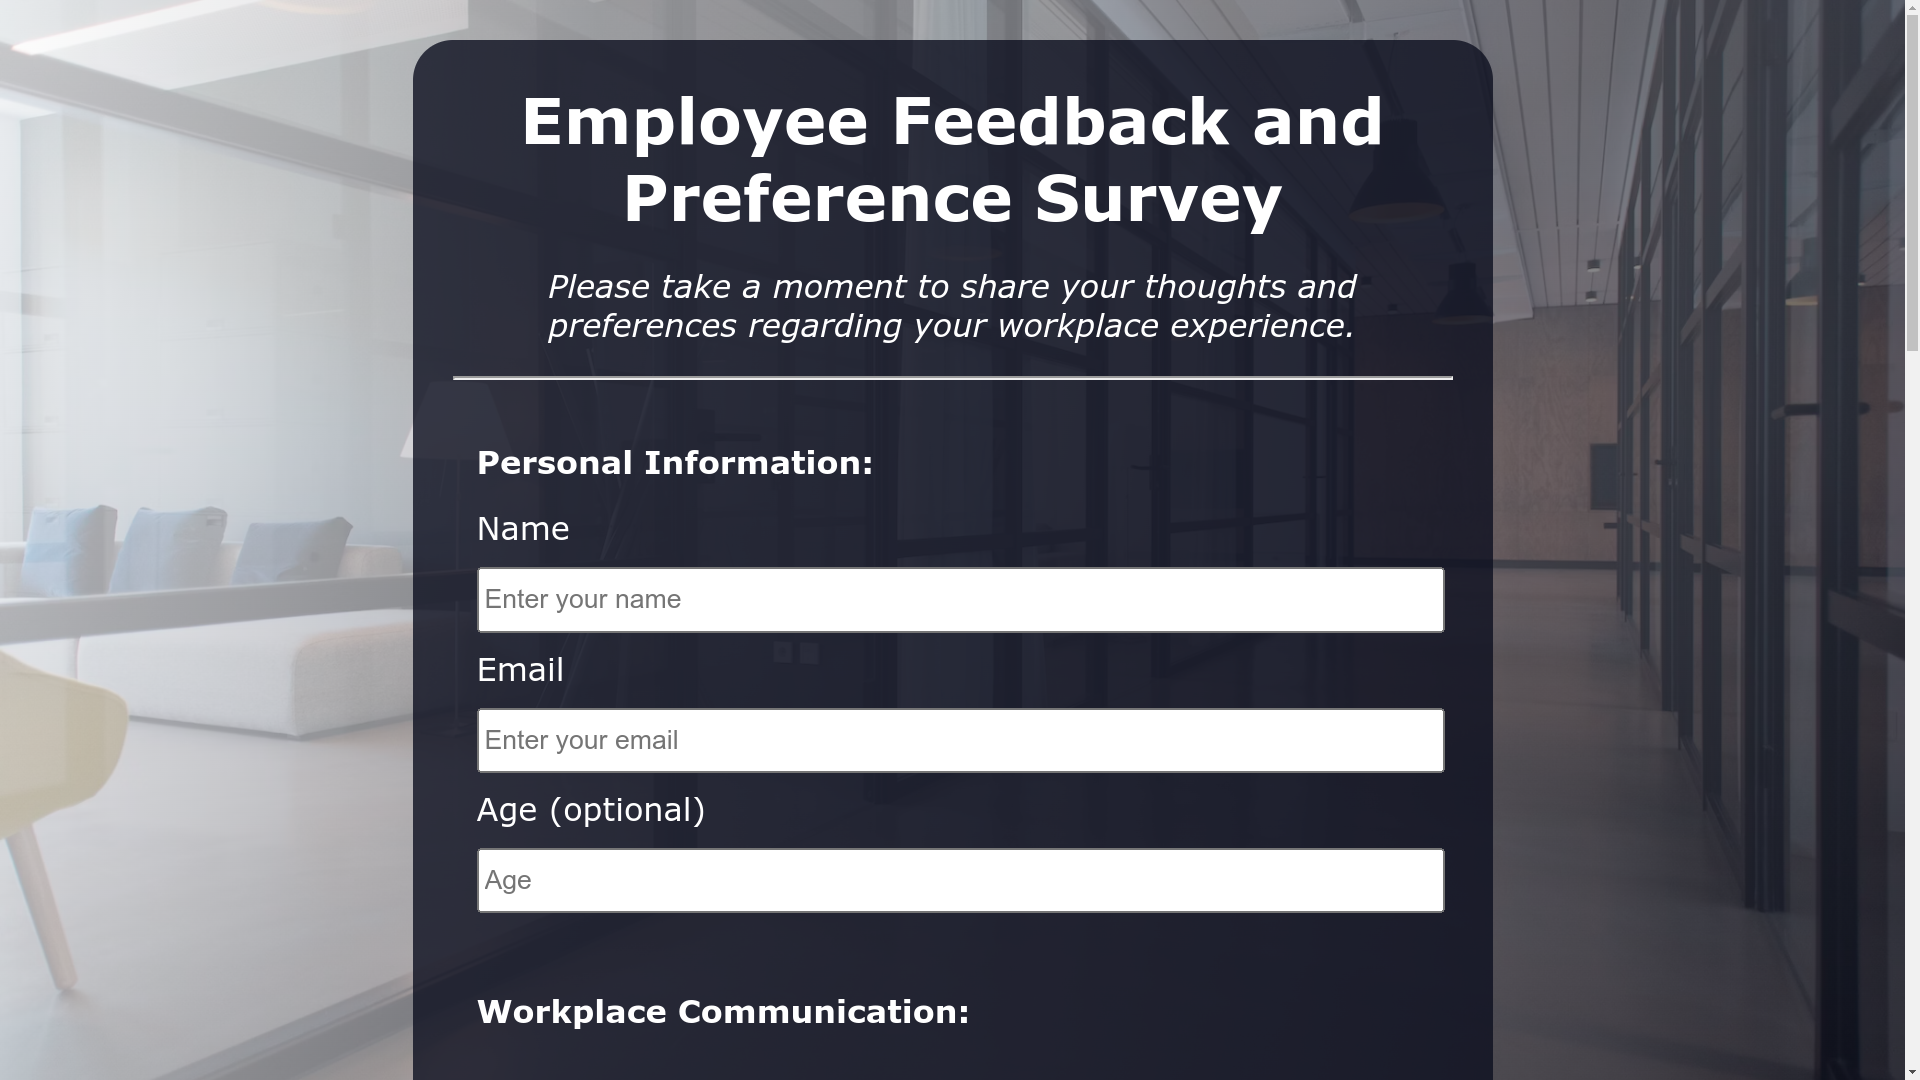 Employee Feedback and
Preference Survey
Please take a moment to share your thoughts and
preferences regarding your workplace experience.
Personal Information:
Name
Enter your name
Email
Enter your email
Age (optional)
Age
Workplace Communication: